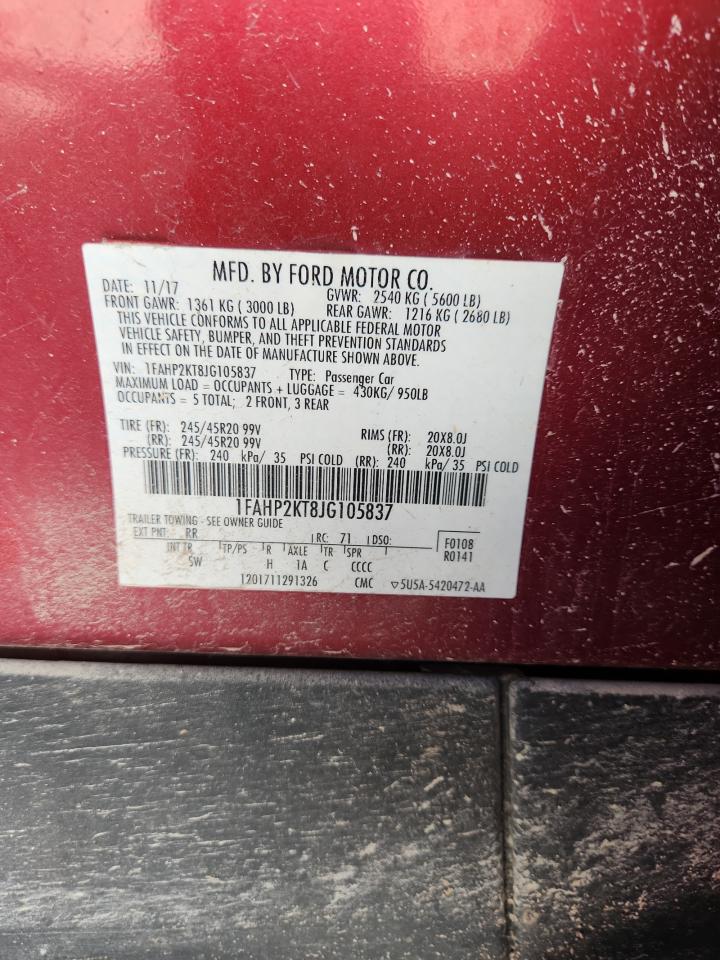 MFD. BY FORD MOTOR CO.
DATE: 11/17 GVWR: 2540 KG ( 5600 LB)
FRONT GAWR: 1361 KG ( 3000 LB) REAR GAWR: 1216 KG ( 2680 LB)
THIS VEHICLE CONFORMS TO ALL APPLICABLE FEDERAL MOTOR
VEHICLE SAFETY, BUMPER, AND THEFT PREVENTION STANDARDS
IN EFFECT ON THE DATE OF MANUFACTURE SHOWN ABOVE.
VIN: 1FAHP2KT8JG105837 TYPE: Passenger Car
MAXIMUM LOAD = OCCUPANTS + LUGGAGE = 430KG/ 950LB
OCCUPANTS = 5 TOTAL; 2 FRONT, 3 REAR
TIRE (FR): 245/45R20 99V RIMS (FR): 20X8.0J
(RR): 245/45R20 99V (RR): 20X8.0J
PRESSURE (FR): 240 kPa/ 35 PSI COLD (RR): 240 kPa/ 35 PSI COLD
1FAHP2KT8JG105837
TRAILER TOWING - SEE OWNER GUIDE
EXT PNT: RR RC: 71 DSO: F0108
INT TR TP/PS R AXLE TR SPR R0141
5W H 1A C CCCC
T201711291326 CMC ▽5U5A-5420472-AA